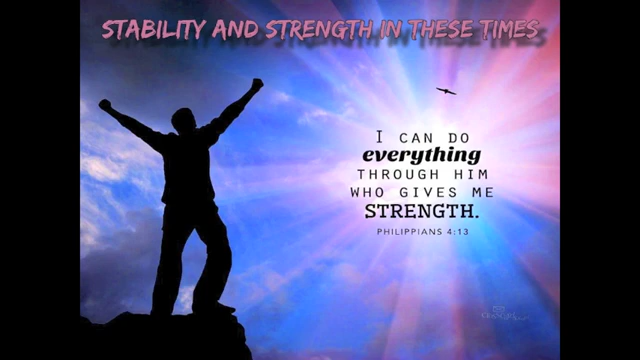 STABILITY AND STRENGTH IN THESE TIMES
I CAN DO
everything
THROUGH HIM
WHO GIVES ME
STRENGTH.
PHILIPPIANS 4:13